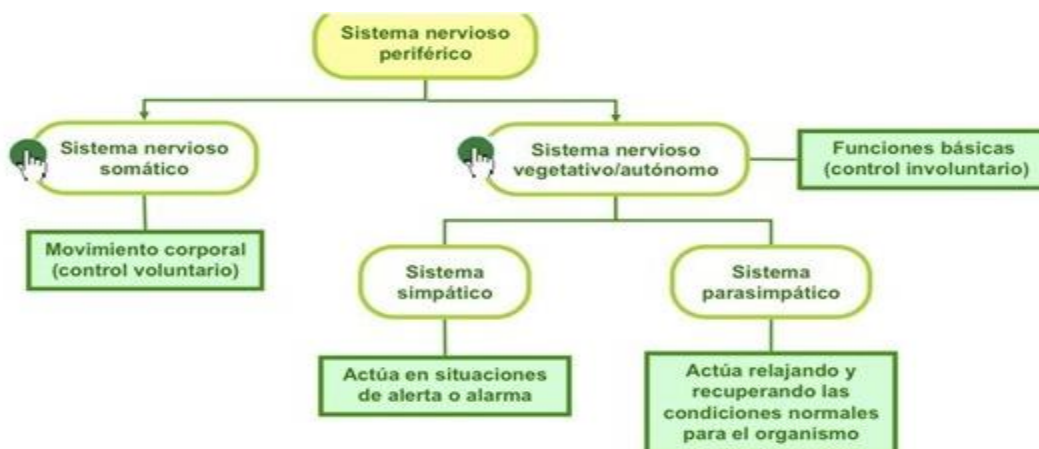 Sistema nervioso
periférico
Sistema nervioso
somático
Sistema nervioso
vegetativo/autónomo
Funciones básicas
(control involuntario)
Movimiento corporal
(control voluntario)
Sistema
simpático
Sistema
parasimpático
Actúa en situaciones
de alerta o alarma
Actúa relajando y
recuperando las
condiciones normales
para el organismo